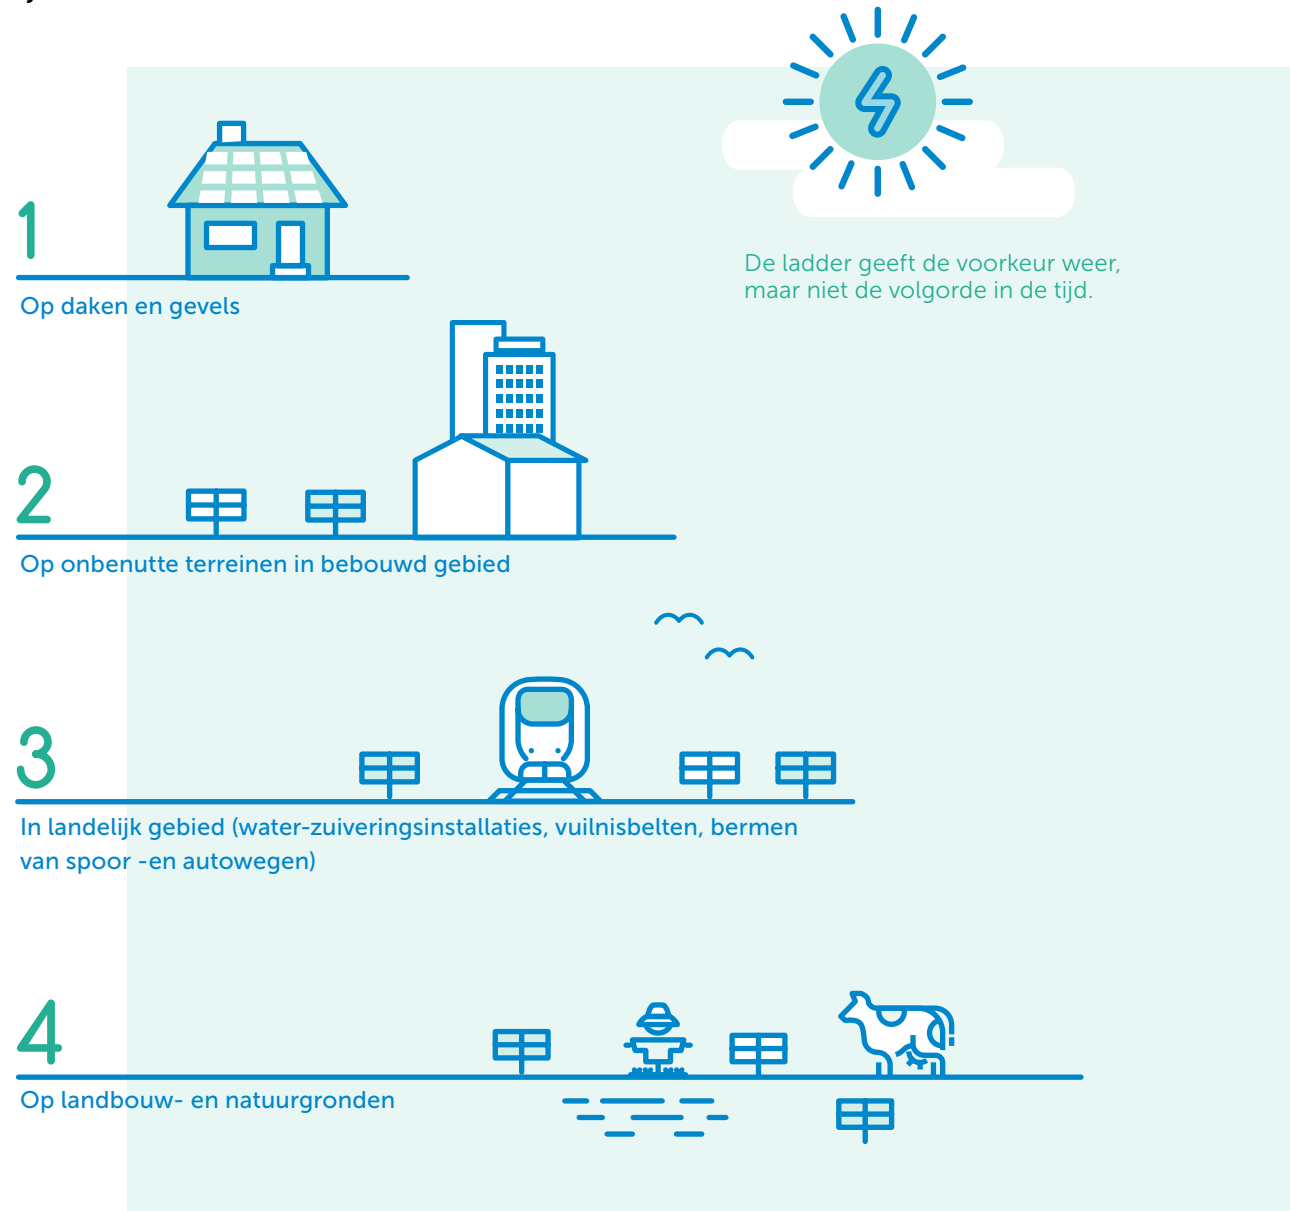 1
De ladder geeft de voorkeur weer,
maar niet de volgorde in de tijd.
Op daken en gevels
2
Op onbenutte terreinen in bebouwd gebied
3
In landelijk gebied (water-zuiveringsinstallaties, vuilnisbelten, bermen
van spoor -en autowegen)
4
Op landbouw- en natuurgronden